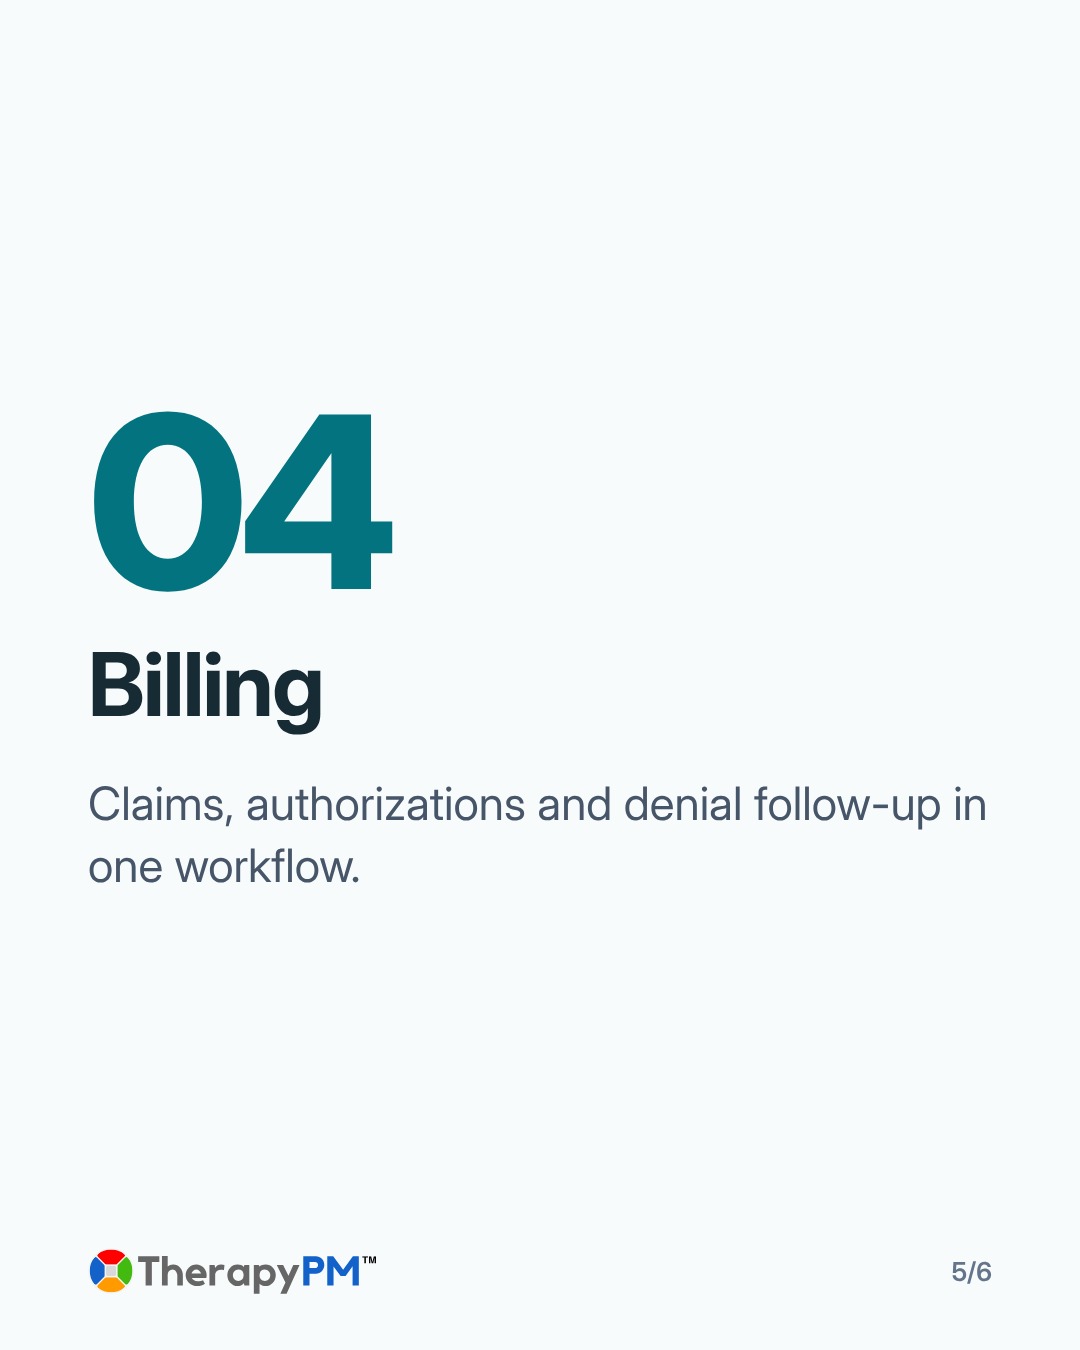 04
Billing
Claims, authorizations and denial follow-up in
one workflow.
TherapyPM™
5/6